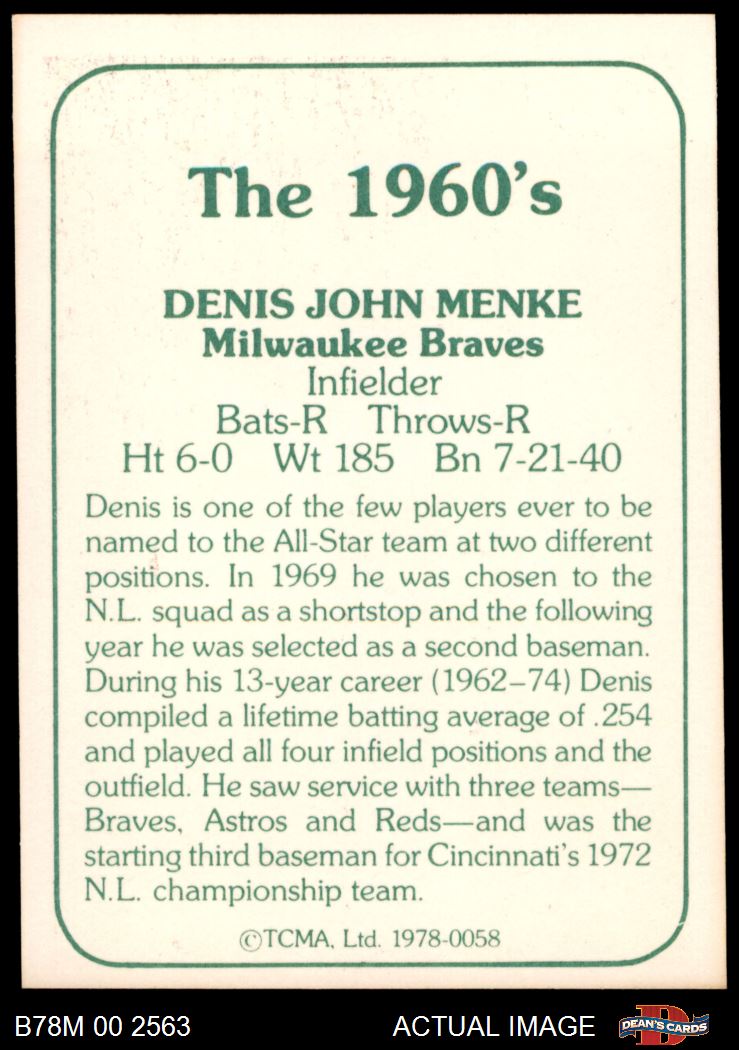 The 1960's
DENIS JOHN MENKE
Milwaukee Braves
Infielder
Bats-R Throws-R
Ht 6-0 Wt 185 Bn 7-21-40
Denis is one of the few players ever to be
named to the All-Star team at two different
positions. In 1969 he was chosen to the
N.L. squad as a shortstop and the following
year he was selected as a second baseman.
During his 13-year career (1962–74) Denis
compiled a lifetime batting average of .254
and played all four infield positions and the
outfield. He saw service with three teams—
Braves, Astros and Reds—and was the
starting third baseman for Cincinnati's 1972
N.L. championship team.
©TCMA, Ltd. 1978-0058
B78M 00 2563 ACTUAL IMAGE D DEAN'S CARDS